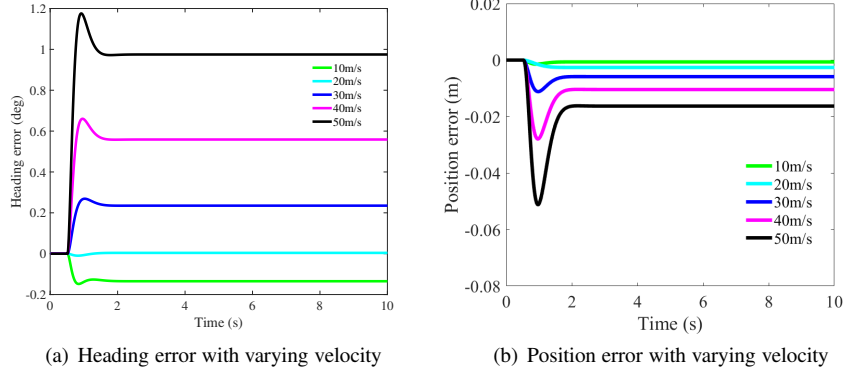 1.2
1
0.8
0.6
0.4
0.2
0
-0.2
Heading error (deg)
10m/s
20m/s
30m/s
40m/s
50m/s
0 2 4 6 8 10
Time (s)
(a) Heading error with varying velocity
0.02
0
-0.02
-0.04
-0.06
-0.08
Position error (m)
10m/s
20m/s
30m/s
40m/s
50m/s
0 2 4 6 8 10
Time (s)
(b) Position error with varying velocity